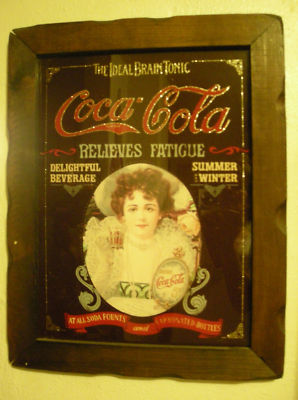 THE IDEAL BRAIN TONIC
Coca-Cola
RELIEVES FATIGUE
DELIGHTFUL
BEVERAGE
SUMMER
WINTER
Coca-Cola
AT ALL SODA FOUNTS and CARBONATED BOTTLES